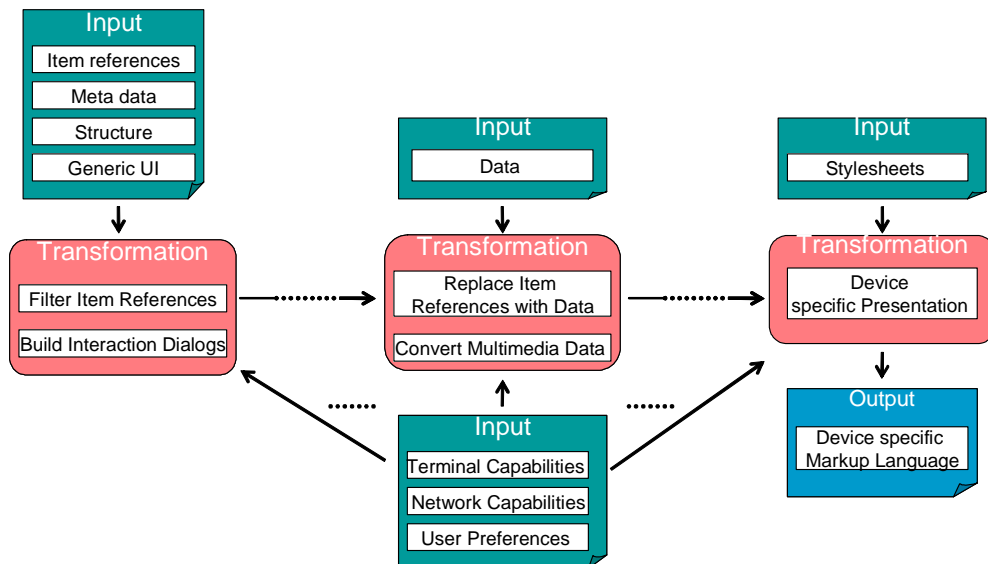 Input
Item references
Meta data
Structure
Generic UI
Input
Data
Input
Stylesheets
Transformation
Filter Item References
Build Interaction Dialogs
Transformation
Replace Item
References with Data
Convert Multimedia Data
Transformation
Device
specific Presentation
Input
Terminal Capabilities
Network Capabilities
User Preferences
Output
Device specific
Markup Language